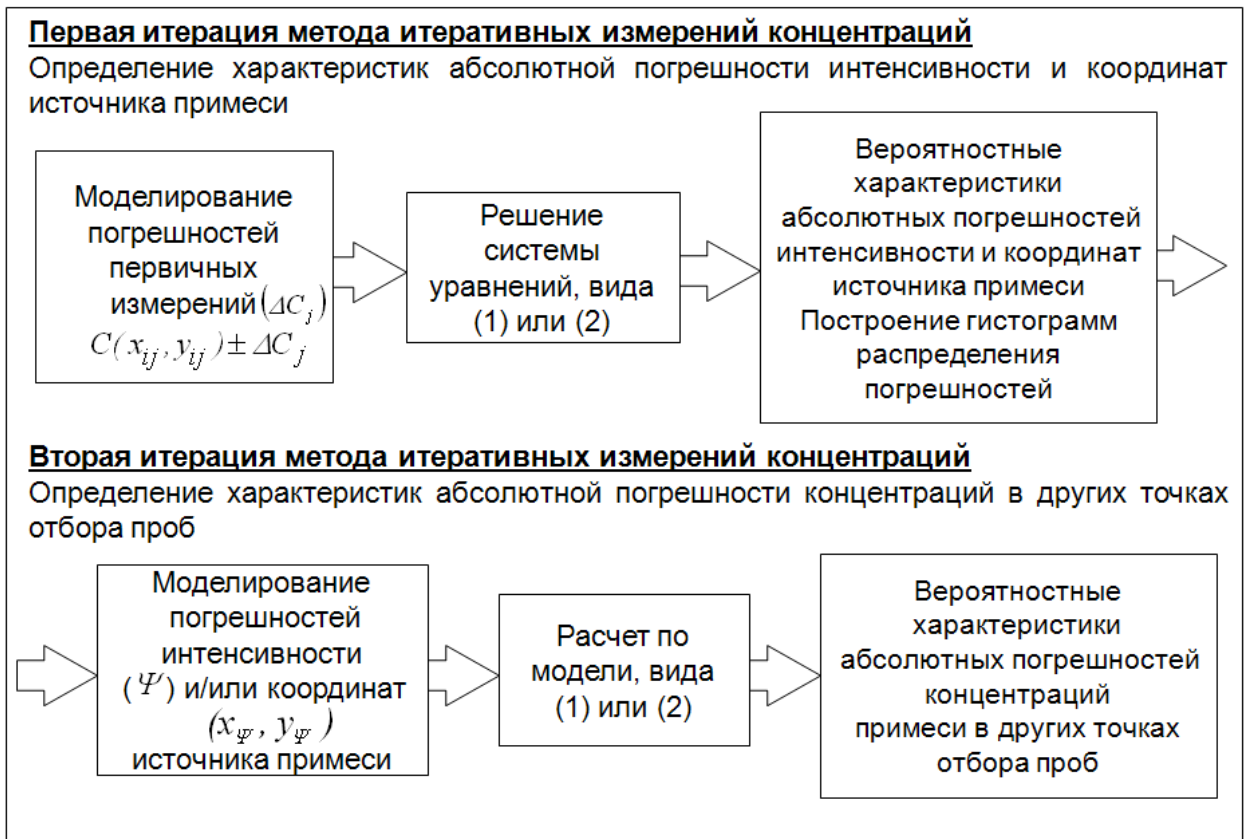 Первая итерация метода итеративных измерений концентраций
Определение характеристик абсолютной погрешности интенсивности и координат
источника примеси
Моделирование
погрешностей
первичных
измерений (ΔC_j)
C(x_ij, y_ij) ± ΔC_j
Решение
системы
уравнений, вида
(1) или (2)
Вероятностные
характеристики
абсолютных погрешностей
интенсивности и координат
источника примеси
Построение гистограмм
распределения
погрешностей
Вторая итерация метода итеративных измерений концентраций
Определение характеристик абсолютной погрешности концентраций в других точках
отбора проб
Моделирование
погрешностей
интенсивности
(Ψ) и/или координат
(x_Ψ, y_Ψ)
источника примеси
Расчет по
модели, вида
(1) или (2)
Вероятностные
характеристики
абсолютных погрешностей
концентраций
примеси в других точках
отбора проб